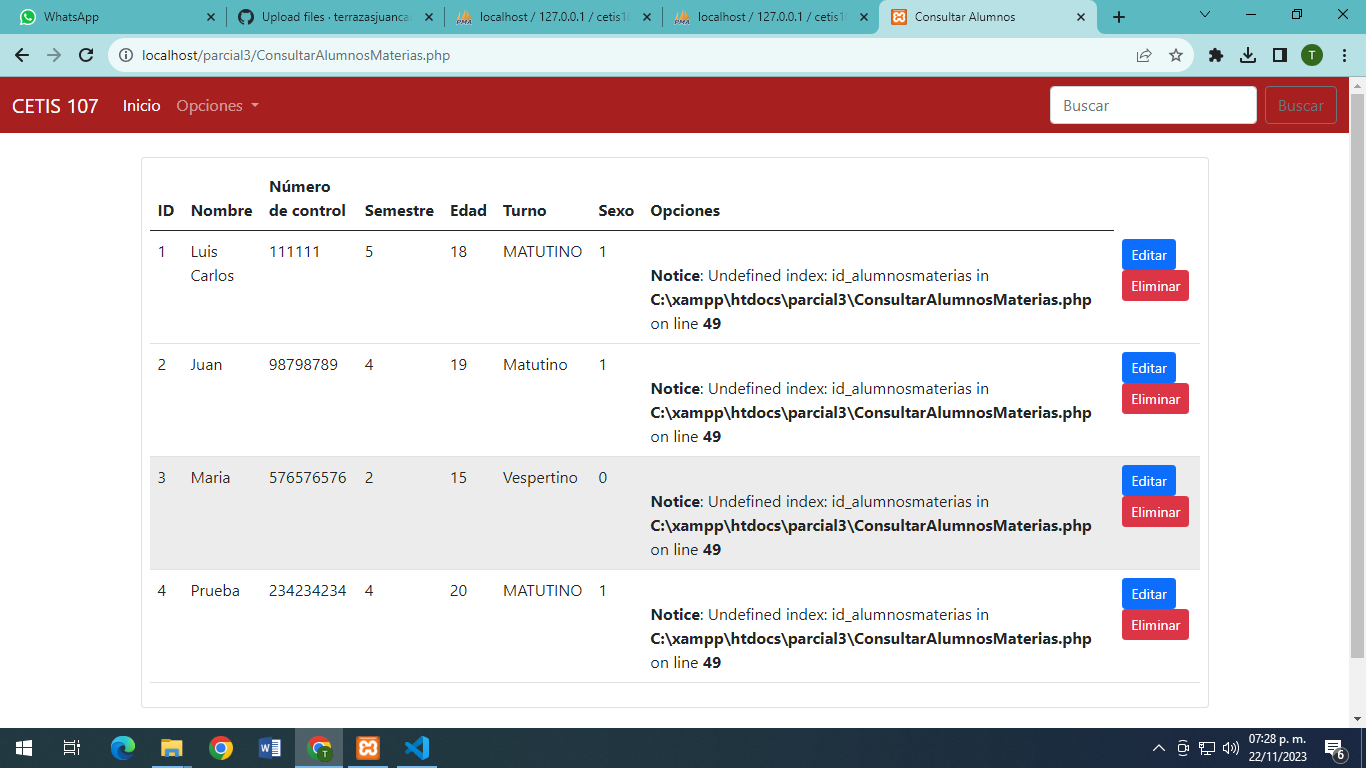 WhatsApp
Upload files · terrazasjuanca
localhost / 127.0.0.1 / cetis10
localhost / 127.0.0.1 / cetis10
Consultar Alumnos
localhost/parcial3/ConsultarAlumnosMaterias.php
T
CETIS 107 Inicio Opciones Buscar Buscar
ID Nombre Número de control Semestre Edad Turno Sexo Opciones
1 Luis Carlos 111111 5 18 MATUTINO 1
Notice: Undefined index: id_alumnosmaterias in
C:\xampp\htdocs\parcial3\ConsultarAlumnosMaterias.php
on line 49
Editar
Eliminar
2 Juan 98798789 4 19 Matutino 1
Notice: Undefined index: id_alumnosmaterias in
C:\xampp\htdocs\parcial3\ConsultarAlumnosMaterias.php
on line 49
Editar
Eliminar
3 Maria 576576576 2 15 Vespertino 0
Notice: Undefined index: id_alumnosmaterias in
C:\xampp\htdocs\parcial3\ConsultarAlumnosMaterias.php
on line 49
Editar
Eliminar
4 Prueba 234234234 4 20 MATUTINO 1
Notice: Undefined index: id_alumnosmaterias in
C:\xampp\htdocs\parcial3\ConsultarAlumnosMaterias.php
on line 49
Editar
Eliminar
07:28 p. m.
22/11/2023
6